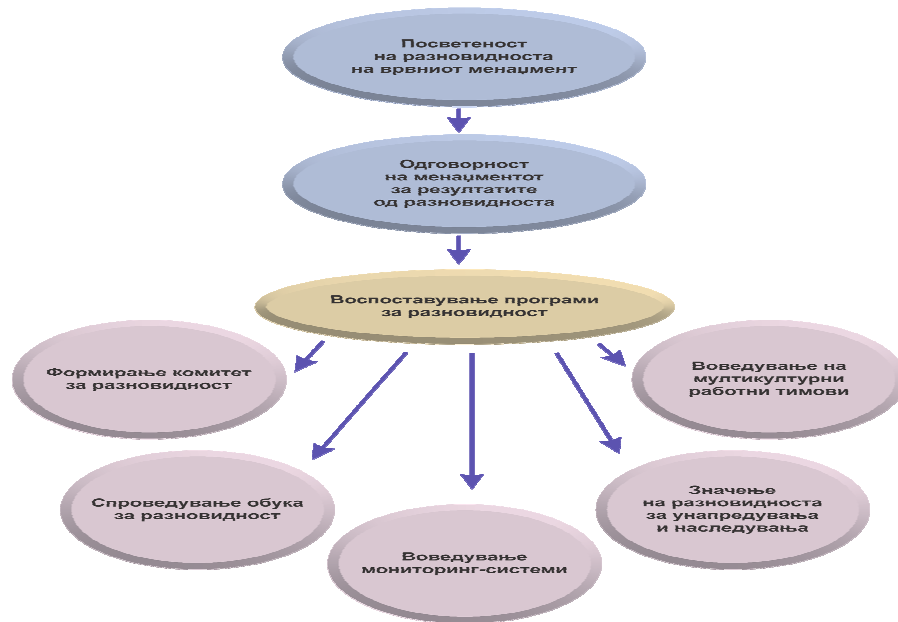 Посветеност
на разновидноста
на врвниот менаџмент
Одговорност
на менаџментот
за резултатите
од разновидноста
Воспоставување програми
за разновидност
Формирање комитет
за разновидност
Воведување на
мултикултурни
работни тимови
Спроведување обука
за разновидност
Значење
на разновидноста
за унапредувања
и наследувања
Воведување
мониторинг-системи